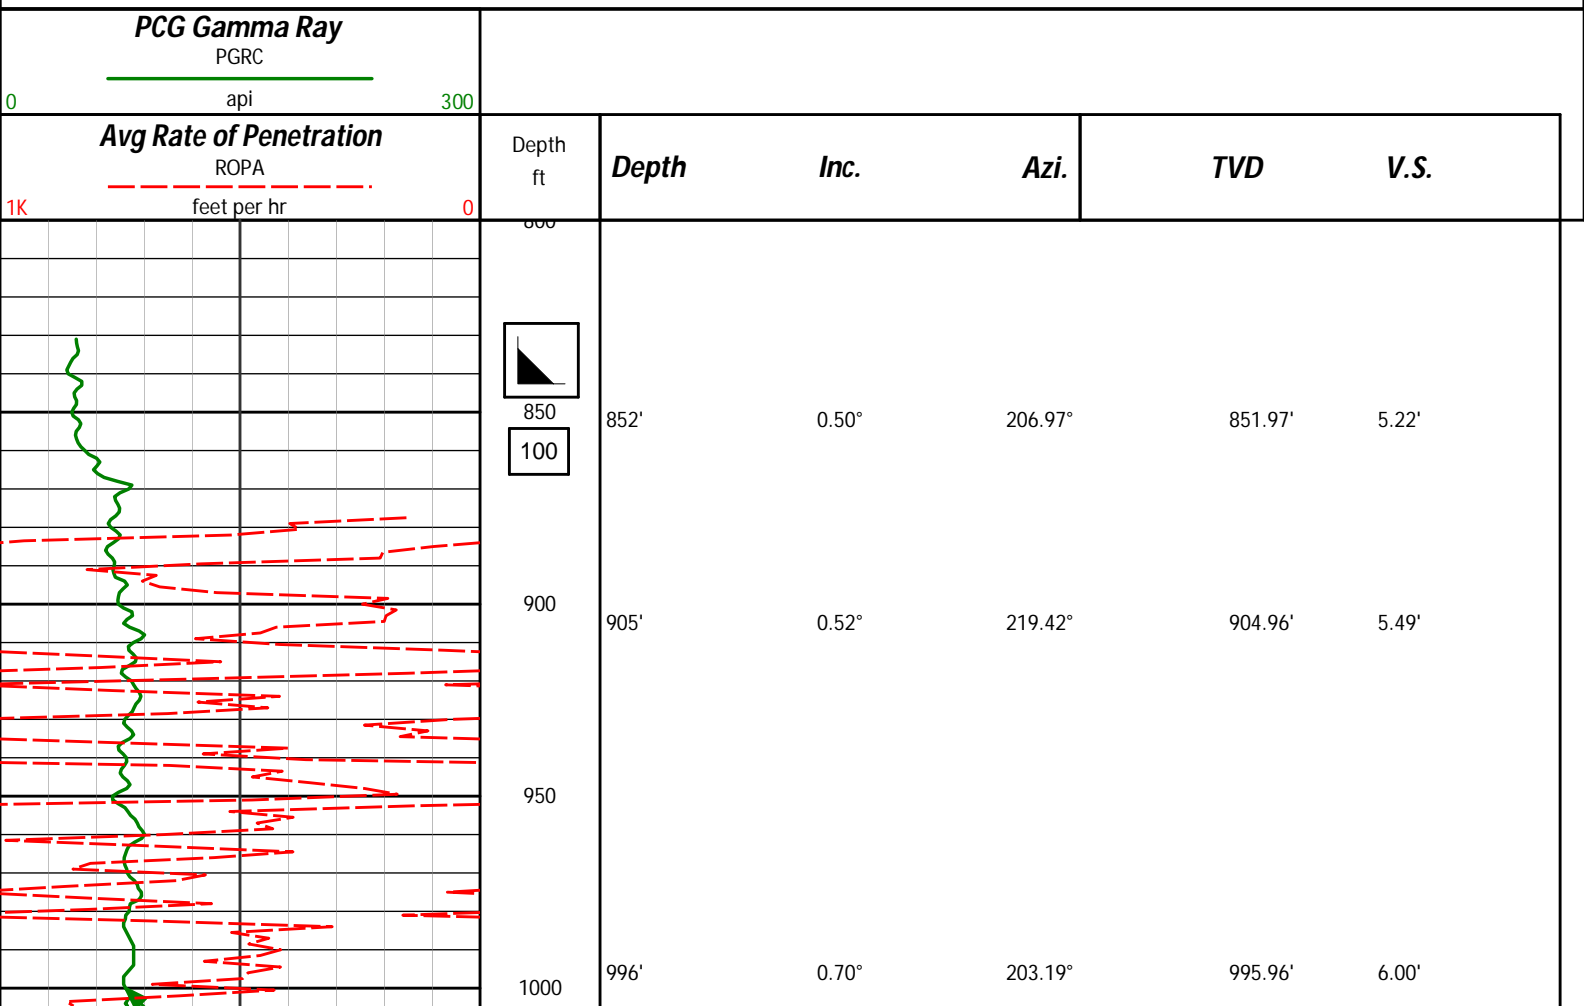 PCG Gamma Ray
PGRC
0 api 300
Avg Rate of Penetration
ROPA
1K feet per hr 0
Depth
ft
Depth Inc. Azi. TVD V.S.
800
850
852' 0.50° 206.97° 851.97' 5.22'
100
900
905' 0.52° 219.42° 904.96' 5.49'
950
996' 0.70° 203.19° 995.96' 6.00'
1000